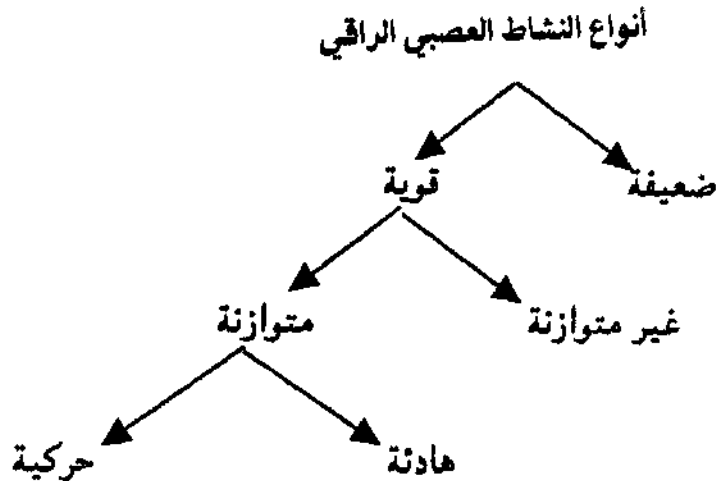 أنواع النشاط العصبي الراقي
ضعيفة
قوية
غير متوازنة
متوازنة
هادئة
حركية